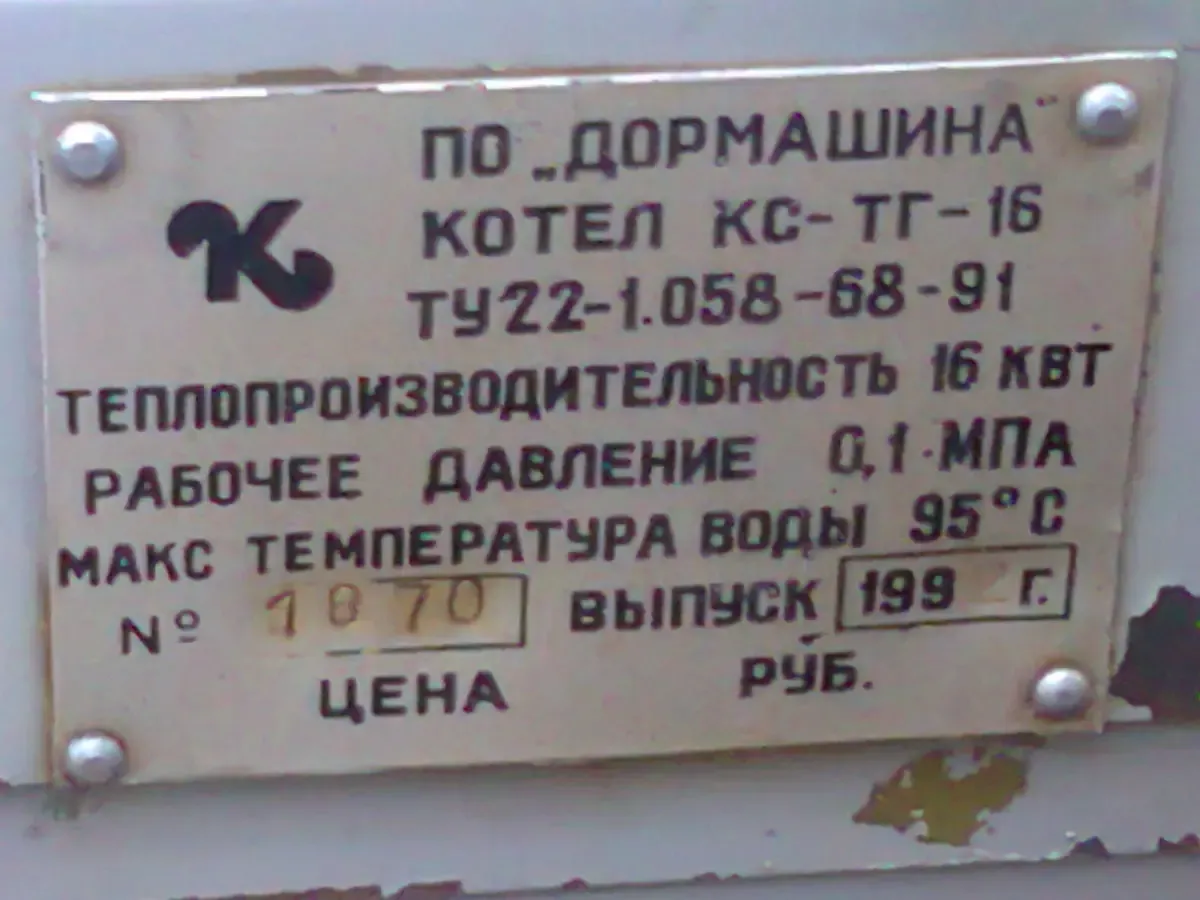 ПО „ДОРМАШИНА“
КОТЕЛ КС-ТГ-16
ТУ22-1.058-68-91
ТЕПЛОПРОИЗВОДИТЕЛЬНОСТЬ 16 КВТ
РАБОЧЕЕ ДАВЛЕНИЕ 0,1 МПА
МАКС ТЕМПЕРАТУРА ВОДЫ 95°С
№ 1870 ВЫПУСК 199 г.
ЦЕНА РУБ.